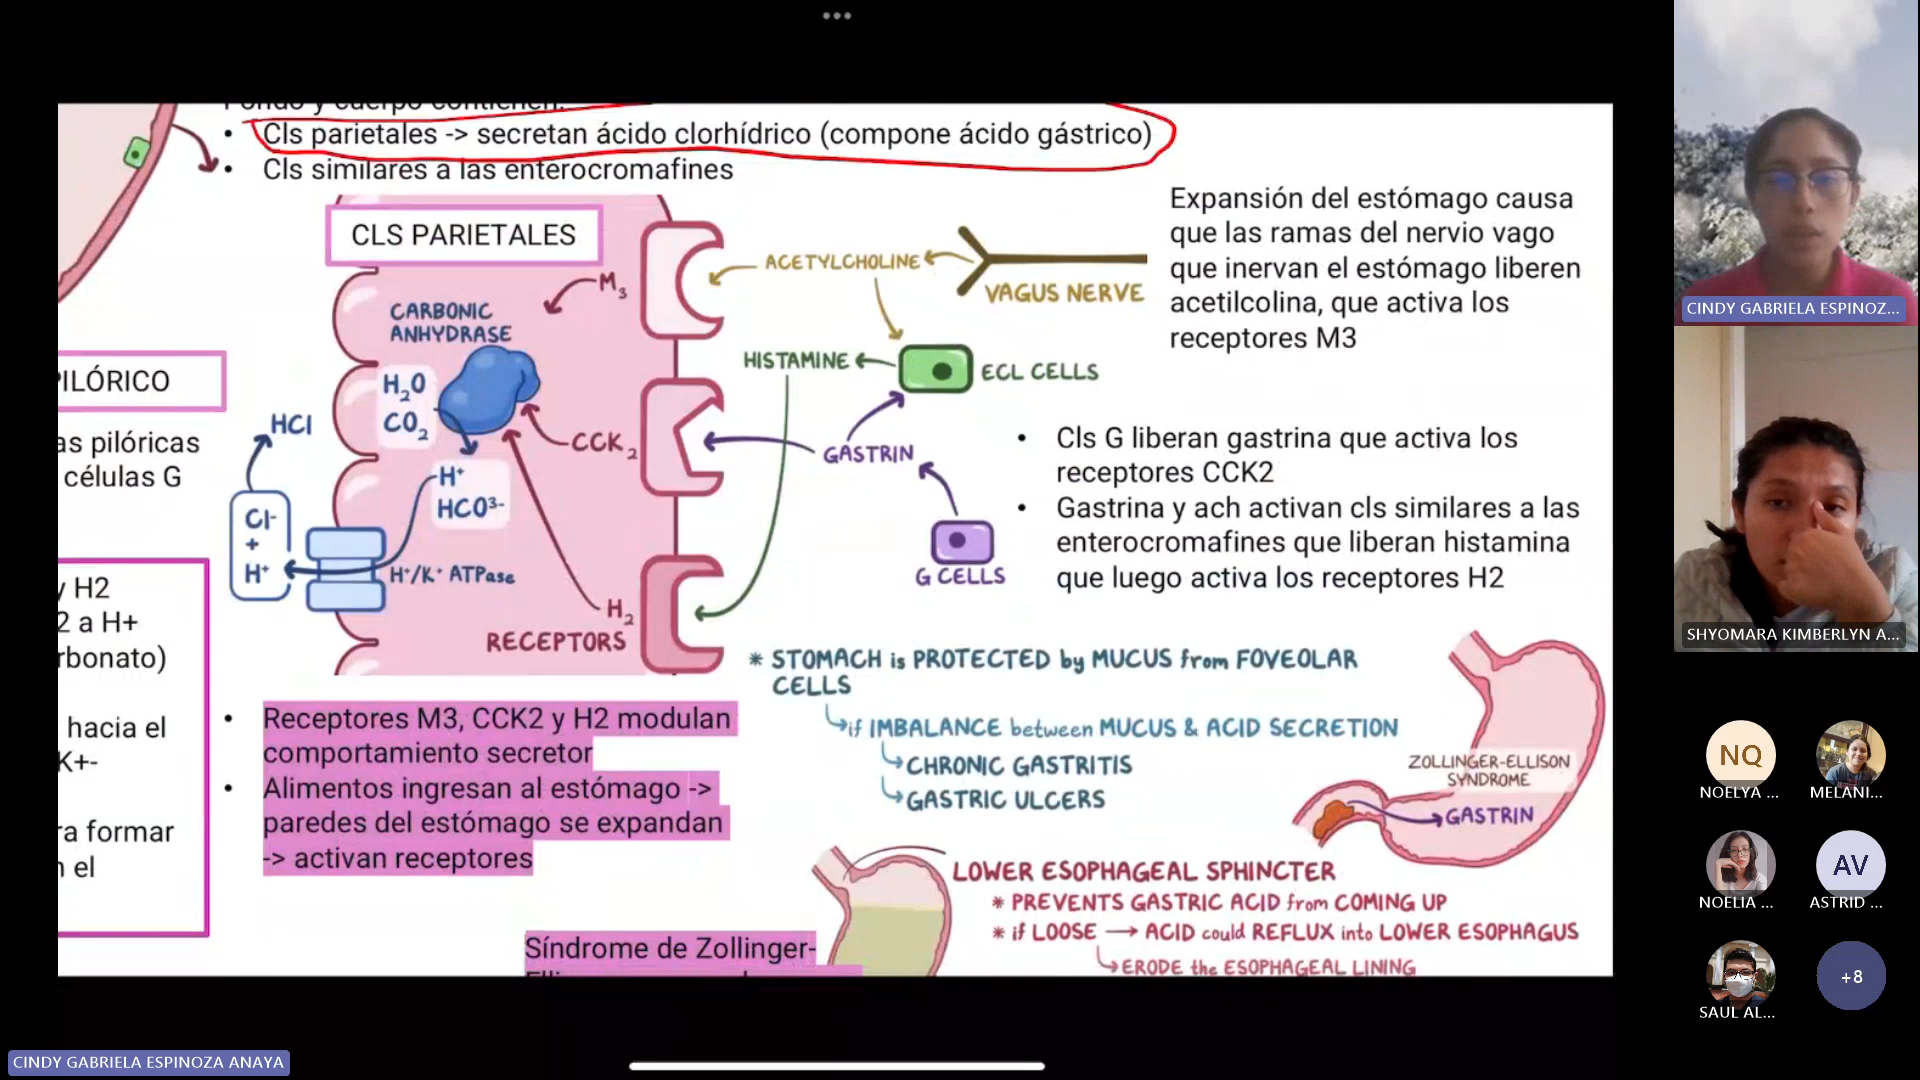 Fondo y cuerpo contienen:
• Cls parietales -> secretan ácido clorhídrico (compone ácido gástrico)
• Cls similares a las enterocromafines
CLS PARIETALES
M3
CARBONIC
ANHYDRASE
H2O
CO2
CCK2
H+
HCO3-
HCl
Cl-
+
H+
H+/K+ ATPase
H2
RECEPTORS
ACETYLCHOLINE
VAGUS NERVE
HISTAMINE
ECL CELLS
GASTRIN
G CELLS
Expansión del estómago causa
que las ramas del nervio vago
que inervan el estómago liberen
acetilcolina, que activa los
receptores M3
• Cls G liberan gastrina que activa los
receptores CCK2
• Gastrina y ach activan cls similares a las
enterocromafines que liberan histamina
que luego activa los receptores H2
PILÓRICO
as pilóricas
células G
y H2
2 a H+
rbonato)
hacia el
K+-
ra formar
n el
• Receptores M3, CCK2 y H2 modulan
comportamiento secretor
• Alimentos ingresan al estómago ->
paredes del estómago se expandan
-> activan receptores
* STOMACH is PROTECTED by MUCUS from FOVEOLAR
CELLS
if IMBALANCE between MUCUS & ACID SECRETION
CHRONIC GASTRITIS
GASTRIC ULCERS
ZOLLINGER-ELLISON
SYNDROME
GASTRIN
LOWER ESOPHAGEAL SPHINCTER
* PREVENTS GASTRIC ACID from COMING UP
* if LOOSE → ACID could REFLUX into LOWER ESOPHAGUS
ERODE the ESOPHAGEAL LINING
Síndrome de Zollinger-
CINDY GABRIELA ESPINOZ...
SHYOMARA KIMBERLYN A...
NQ
NOELYA ...
MELANI...
NOELIA ...
AV
ASTRID ...
SAUL AL...
+8
CINDY GABRIELA ESPINOZA ANAYA